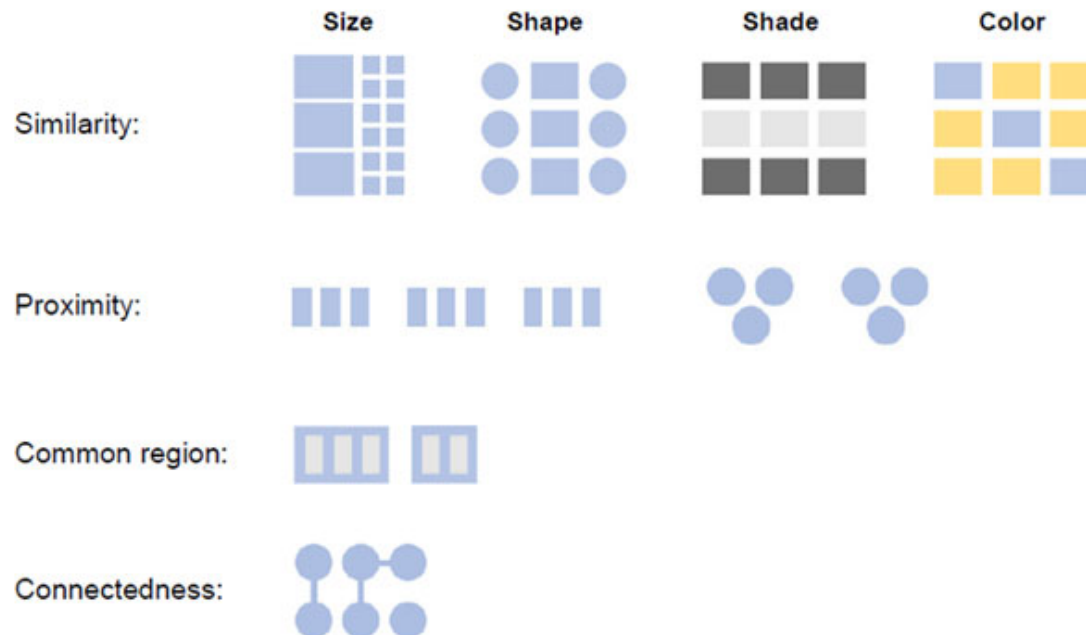 Size Shape Shade Color
Similarity:
Proximity:
Common region:
Connectedness: